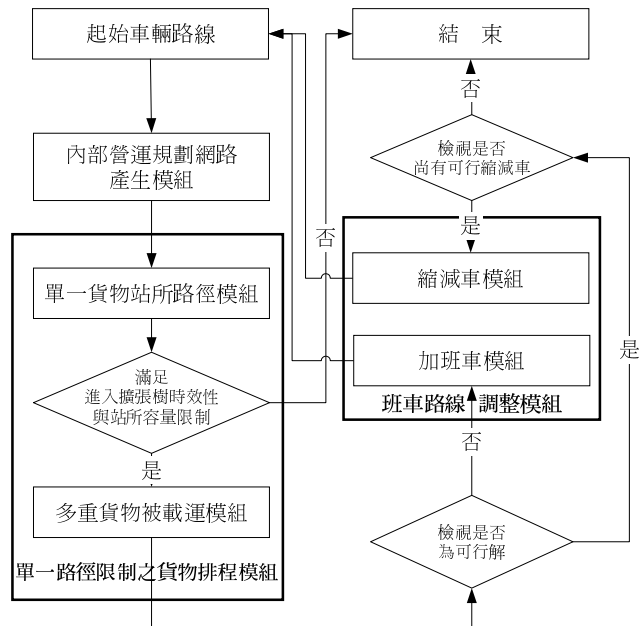 起始車輛路線
內部營運規劃網路
產生模組
單一貨物站所路徑模組
滿足
進入擴張樹時效性
與站所容量限制
是
多重貨物被載運模組
單一路徑限制之貨物排程模組
否
結 束
否
檢視是否
尚有可行縮減車
是
縮減車模組
加班車模組
班車路線 調整模組
否
是
檢視是否
為可行解